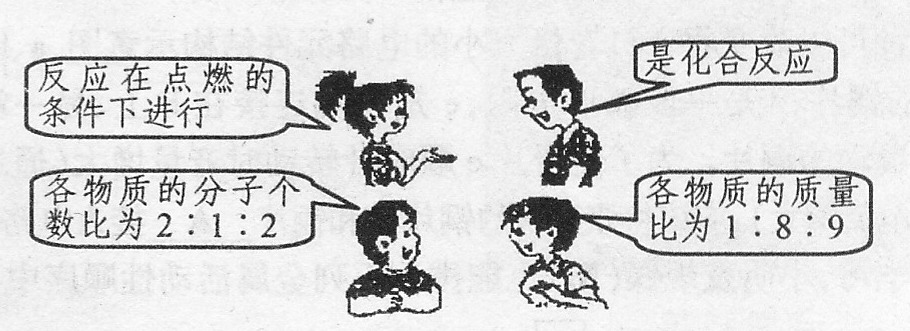 反应在点燃的
条件下进行
是化合反应
各物质的分子个
数比为2:1:2
各物质的质量
比为1:8:9